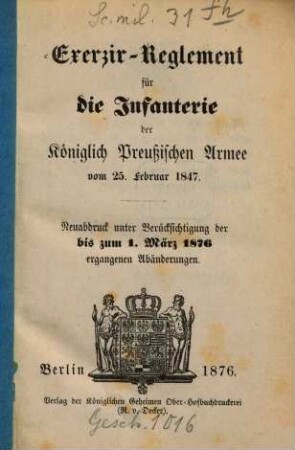 Sc. mil. 31 fh
Exerzir-Reglement
für
die Infanterie
der
Königlich Preußischen Armee
vom 25. Februar 1847.
Neuabdruck unter Berücksichtigung der
bis zum 1. März 1876
ergangenen Abänderungen.
Berlin 1876.
Verlag der Königlichen Geheimen Ober-Hofbuchdruckerei
(R. v. Decker).
Gesch. 1016